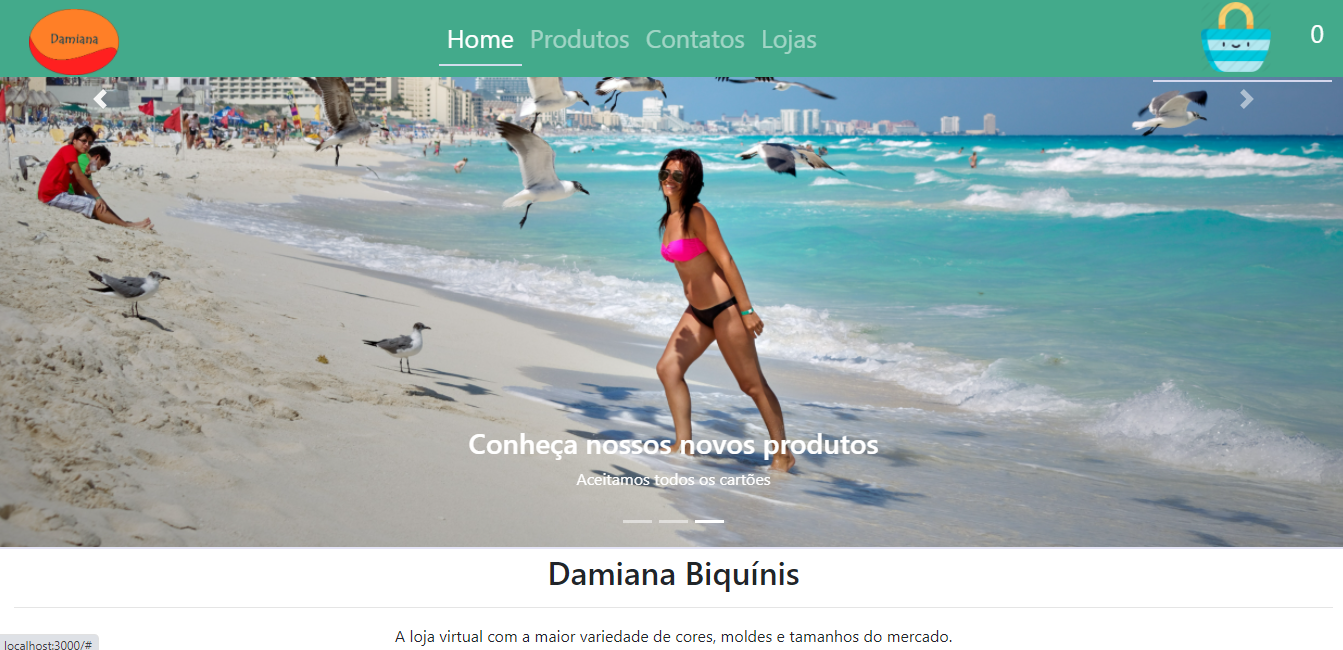 Damiana
Home Produtos Contatos Lojas
0
Conheça nossos novos produtos
Aceitamos todos os cartões
Damiana Biquínis
A loja virtual com a maior variedade de cores, moldes e tamanhos do mercado.
localhost:3000/#